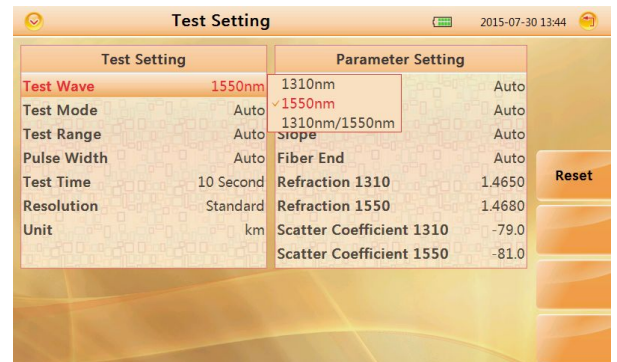 Test Setting
2015-07-30 13:44
Test Setting
Parameter Setting
Test Wave 1550nm
1310nm
✓1550nm
1310nm/1550nm
Auto
Test Mode Auto
Auto
Test Range Auto
Slope Auto
Pulse Width Auto
Fiber End Auto
Test Time 10 Second
Refraction 1310 1.4650
Reset
Resolution Standard
Refraction 1550 1.4680
Unit km
Scatter Coefficient 1310 -79.0
Scatter Coefficient 1550 -81.0